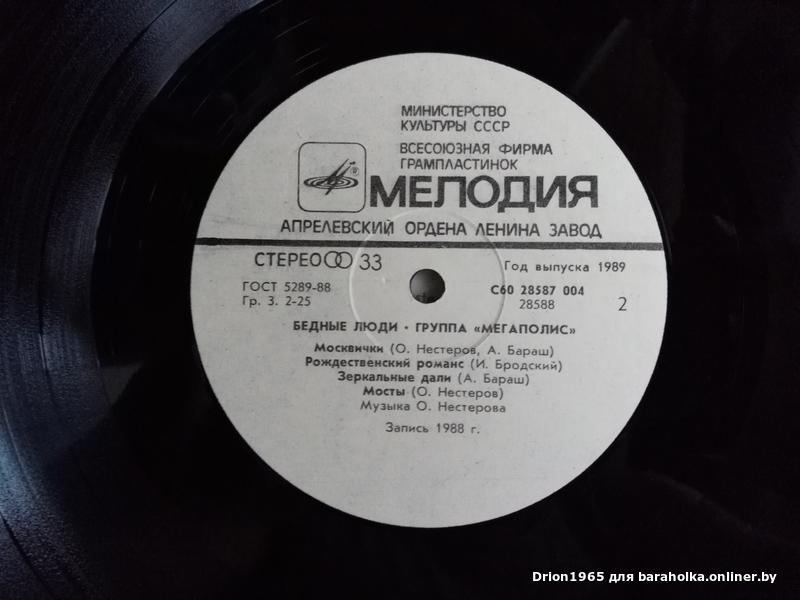 МИНИСТЕРСТВО
КУЛЬТУРЫ СССР
ВСЕСОЮЗНАЯ ФИРМА
ГРАМПЛАСТИНОК
МЕЛОДИЯ
АПРЕЛЕВСКИЙ ОРДЕНА ЛЕНИНА ЗАВОД
СТЕРЕО 33
Год выпуска 1989
ГОСТ 5289-88
Гр. 3. 2-25
С60 28587 004
28588
2
БЕДНЫЕ ЛЮДИ • ГРУППА «МЕГАПОЛИС»
Москвички (О. Нестеров, А. Бараш)
Рождественский романс (И. Бродский)
Зеркальные дали (А. Бараш)
Мосты (О. Нестеров)
Музыка О. Нестерова
Запись 1988 г.
Drion1965 для baraholka.onliner.by